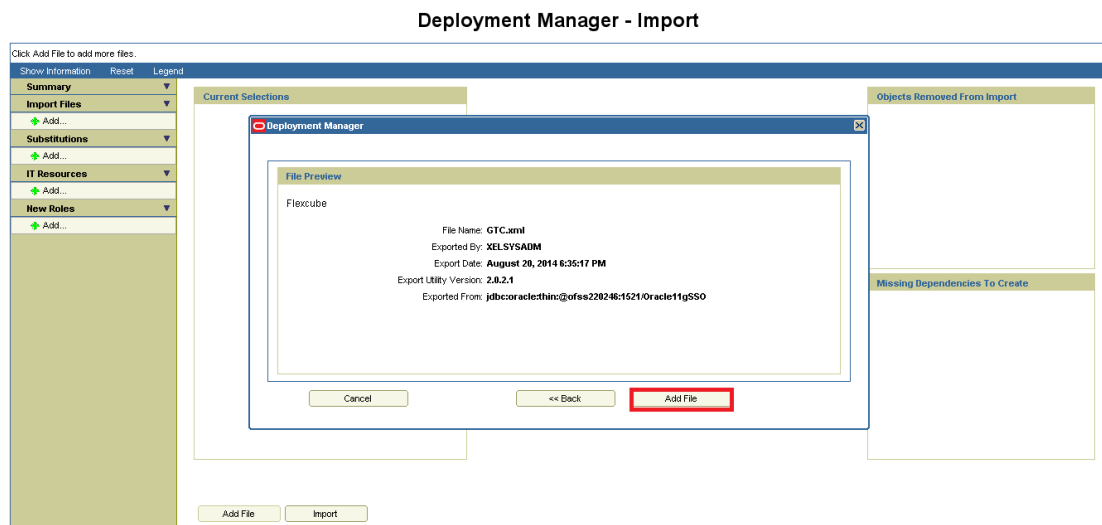 Deployment Manager - Import
Click Add File to add more files.
Show Information Reset Legend
Summary
Import Files
Add...
Substitutions
Add...
IT Resources
Add...
New Roles
Add...
Current Selections
Objects Removed From Import
Missing Dependencies To Create
Deployment Manager
File Preview
Flexcube
File Name: GTC.xml
Exported By: XELSYSADM
Export Date: August 20, 2014 6:35:17 PM
Export Utility Version: 2.0.2.1
Exported From: jdbc:oracle:thin:@ofss220246:1521/Oracle11gSSO
Cancel << Back Add File
Add File Import